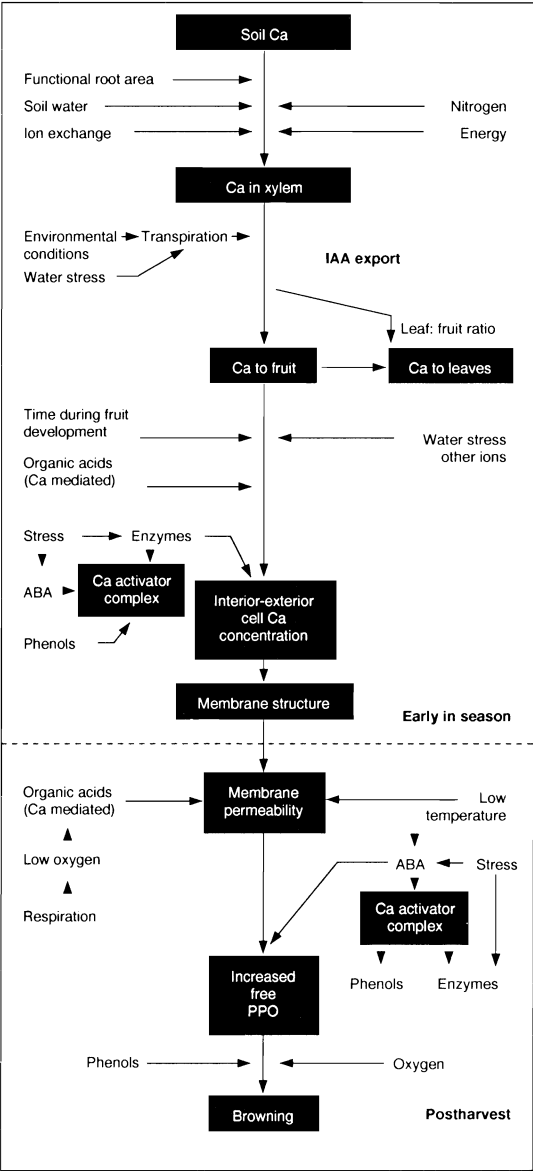 Soil Ca
Functional root area
Soil water
Nitrogen
Ion exchange
Energy
Ca in xylem
Environmental
conditions
Transpiration
Water stress
IAA export
Leaf: fruit ratio
Ca to fruit
Ca to leaves
Time during fruit
development
Water stress
other ions
Organic acids
(Ca mediated)
Stress
Enzymes
ABA
Ca activator
complex
Phenols
Interior-exterior
cell Ca
concentration
Membrane structure
Early in season
Organic acids
(Ca mediated)
Membrane
permeability
Low
temperature
Low oxygen
ABA
Stress
Respiration
Ca activator
complex
Phenols
Enzymes
Increased
free
PPO
Phenols
Oxygen
Browning
Postharvest